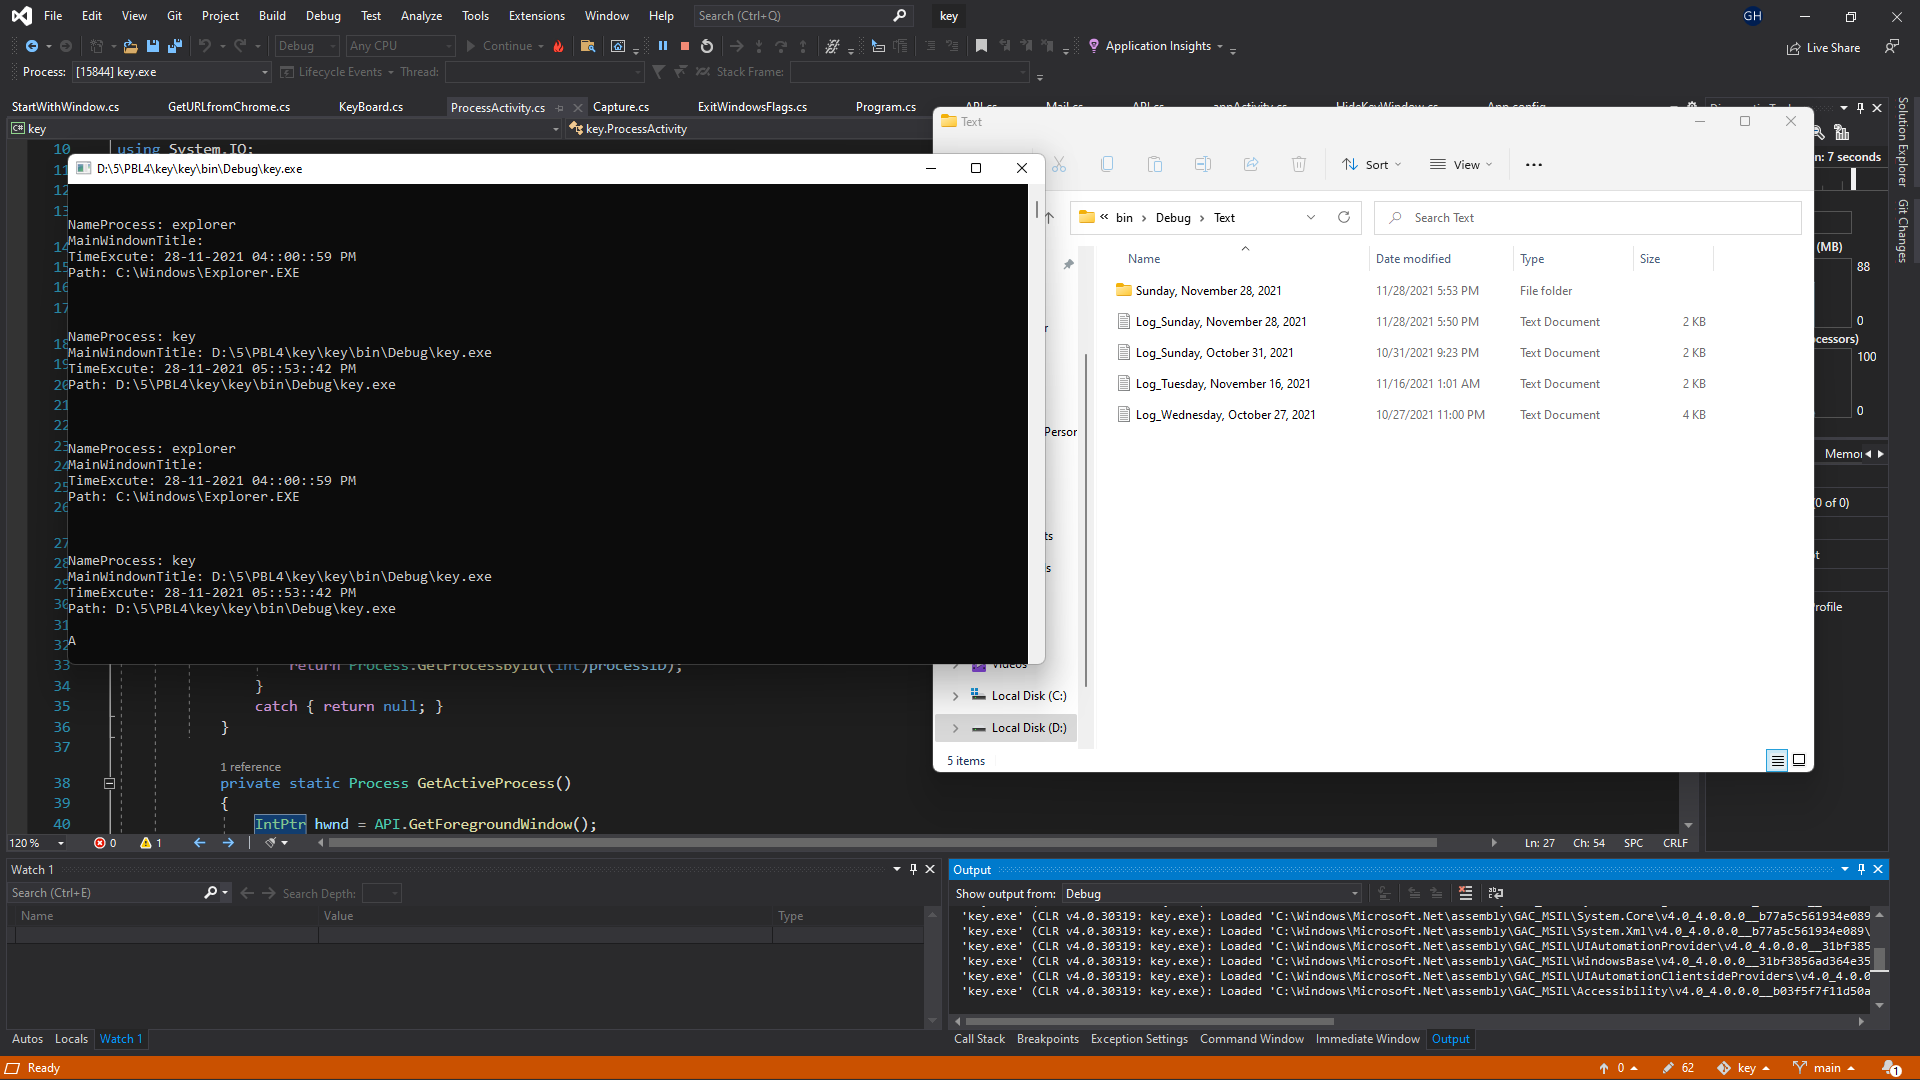 File Edit View Git Project Build Debug Test Analyze Tools Extensions Window Help Search (Ctrl+Q) key GH
Debug Any CPU Continue Application Insights Live Share
Process: [15844] key.exe Lifecycle Events Thread: Stack Frame:
StartWithWindow.cs GetURLfromChrome.cs KeyBoard.cs ProcessActivity.cs Capture.cs ExitWindowsFlags.cs Program.cs
key key.ProcessActivity
10 using System.IO;
D:\5\PBL4\key\key\bin\Debug\key.exe
NameProcess: explorer
MainWindownTitle:
TimeExcute: 28-11-2021 04::00::59 PM
Path: C:\Windows\Explorer.EXE
NameProcess: key
MainWindownTitle: D:\5\PBL4\key\key\bin\Debug\key.exe
TimeExcute: 28-11-2021 05::53::42 PM
Path: D:\5\PBL4\key\key\bin\Debug\key.exe
NameProcess: explorer
MainWindownTitle:
TimeExcute: 28-11-2021 04::00::59 PM
Path: C:\Windows\Explorer.EXE
NameProcess: key
MainWindownTitle: D:\5\PBL4\key\key\bin\Debug\key.exe
TimeExcute: 28-11-2021 05::53::42 PM
Path: D:\5\PBL4\key\key\bin\Debug\key.exe
A
33 return Process.GetProcessById((int)processID);
34 }
35 catch { return null; }
36 }
37
1 reference
38 private static Process GetActiveProcess()
39 {
40 IntPtr hwnd = API.GetForegroundWindow();
120 % 0 1 Ln: 27 Ch: 54 SPC CRLF
Text
Sort View
bin Debug Text Search Text
Name Date modified Type Size
Sunday, November 28, 2021 11/28/2021 5:53 PM File folder
Log_Sunday, November 28, 2021 11/28/2021 5:50 PM Text Document 2 KB
Log_Sunday, October 31, 2021 10/31/2021 9:23 PM Text Document 2 KB
Log_Tuesday, November 16, 2021 11/16/2021 1:01 AM Text Document 2 KB
Log_Wednesday, October 27, 2021 10/27/2021 11:00 PM Text Document 4 KB
Person
Videos
Local Disk (C:)
Local Disk (D:)
5 items
n: 7 seconds
(MB)
88
0
100
0
(0 of 0)
Solution Explorer
Git Changes
Watch 1
Search (Ctrl+E) Search Depth:
Name Value Type
Autos Locals Watch 1
Output
Show output from: Debug
'key.exe' (CLR v4.0.30319: key.exe): Loaded 'C:\Windows\Microsoft.Net\assembly\GAC_MSIL\System.Core\v4.0_4.0.0.0__b77a5c561934e089
'key.exe' (CLR v4.0.30319: key.exe): Loaded 'C:\Windows\Microsoft.Net\assembly\GAC_MSIL\System.Xml\v4.0_4.0.0.0__b77a5c561934e089\
'key.exe' (CLR v4.0.30319: key.exe): Loaded 'C:\Windows\Microsoft.Net\assembly\GAC_MSIL\UIAutomationProvider\v4.0_4.0.0.0__31bf385
'key.exe' (CLR v4.0.30319: key.exe): Loaded 'C:\Windows\Microsoft.Net\assembly\GAC_MSIL\WindowsBase\v4.0_4.0.0.0__31bf3856ad364e35
'key.exe' (CLR v4.0.30319: key.exe): Loaded 'C:\Windows\Microsoft.Net\assembly\GAC_MSIL\UIAutomationClientsideProviders\v4.0_4.0.0
'key.exe' (CLR v4.0.30319: key.exe): Loaded 'C:\Windows\Microsoft.Net\assembly\GAC_MSIL\Accessibility\v4.0_4.0.0.0__b03f5f7f11d50a
Call Stack Breakpoints Exception Settings Command Window Immediate Window Output
Ready 0 62 key main 1